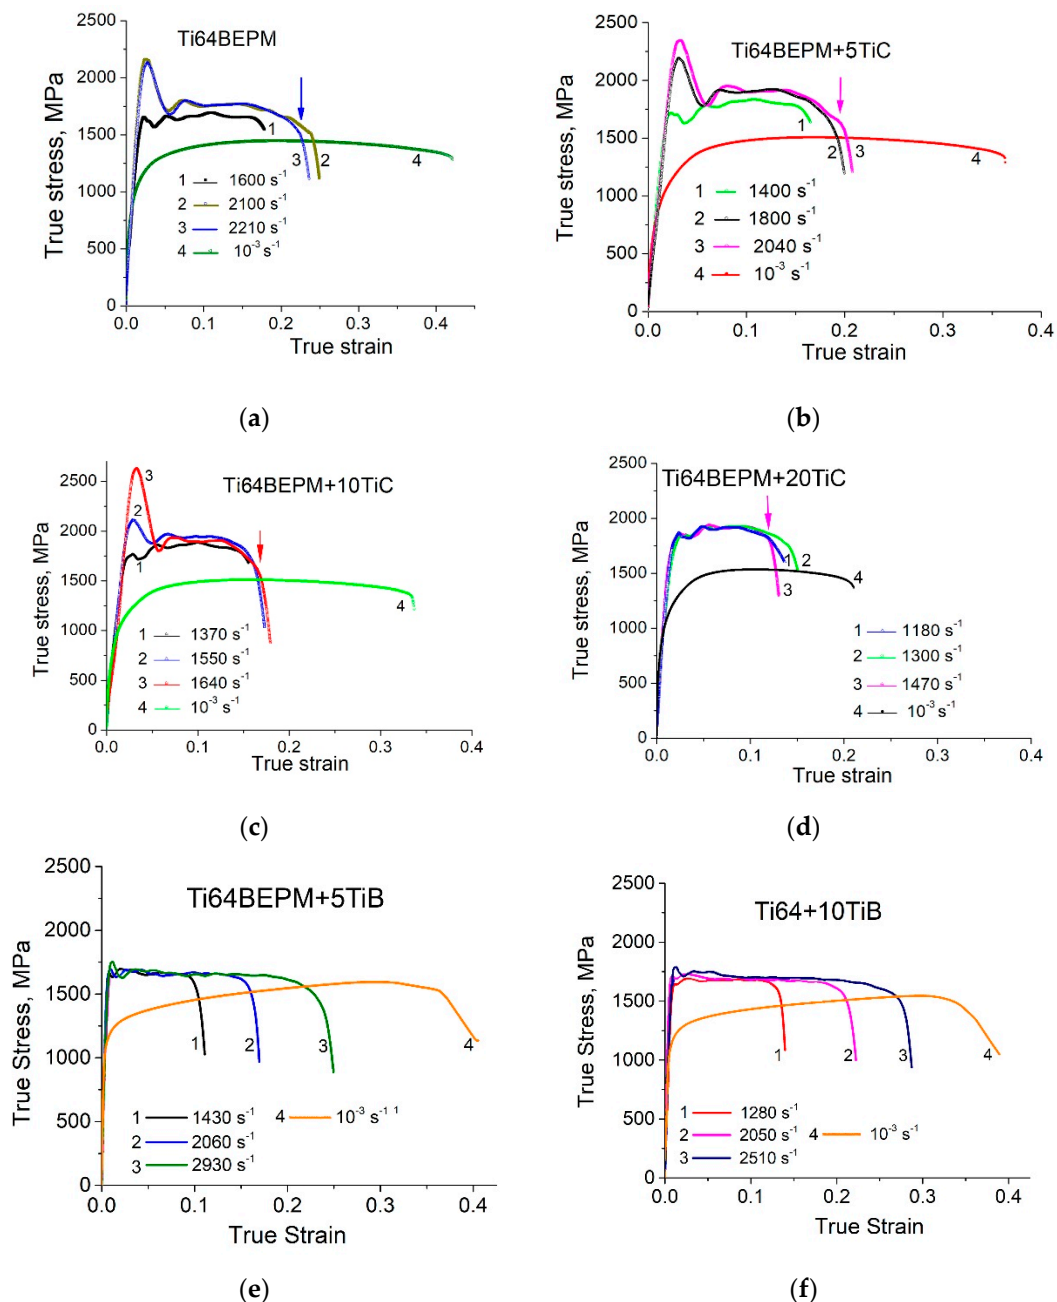 Ti64BEPM
True stress, MPa
2500
2000
1500
1000
500
0
1
2
3
4
1 1600 s⁻¹
2 2100 s⁻¹
3 2210 s⁻¹
4 10⁻³ s⁻¹
0.0 0.1 0.2 0.3 0.4
True strain
(a)
Ti64BEPM+5TiC
True stress, MPa
2500
2000
1500
1000
500
0
1
2
3
4
1 1400 s⁻¹
2 1800 s⁻¹
3 2040 s⁻¹
4 10⁻³ s⁻¹
0.0 0.1 0.2 0.3 0.4
True strain
(b)
Ti64BEPM+10TiC
True stress, MPa
2500
2000
1500
1000
500
0
3
2
1
4
1 1370 s⁻¹
2 1550 s⁻¹
3 1640 s⁻¹
4 10⁻³ s⁻¹
0.0 0.1 0.2 0.3 0.4
True strain
(c)
Ti64BEPM+20TiC
True stress, MPa
2500
2000
1500
1000
500
0
1
2
3
4
1 1180 s⁻¹
2 1300 s⁻¹
3 1470 s⁻¹
4 10⁻³ s⁻¹
0.0 0.1 0.2 0.3 0.4
True strain
(d)
Ti64BEPM+5TiB
True Stress, MPa
2500
2000
1500
1000
500
0
1
2
3
4
1 1430 s⁻¹ 4 10⁻³ s⁻¹ ¹
2 2060 s⁻¹
3 2930 s⁻¹
0.0 0.1 0.2 0.3 0.4
True Strain
(e)
Ti64+10TiB
True Stress, MPa
2500
2000
1500
1000
500
0
1
2
3
4
1 1280 s⁻¹
2 2050 s⁻¹ 4 10⁻³ s⁻¹
3 2510 s⁻¹
0.0 0.1 0.2 0.3 0.4
True Strain
(f)